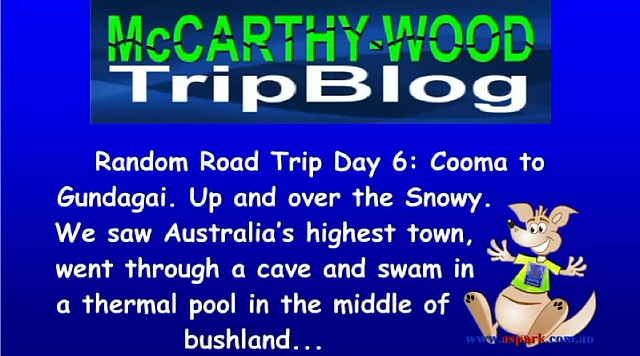 McCARTHY-WOOD
TripBlog
Random Road Trip Day 6: Cooma to
Gundagai. Up and over the Snowy.
We saw Australia's highest town,
went through a cave and swam in
a thermal pool in the middle of
bushland...
www.aspark.com.au